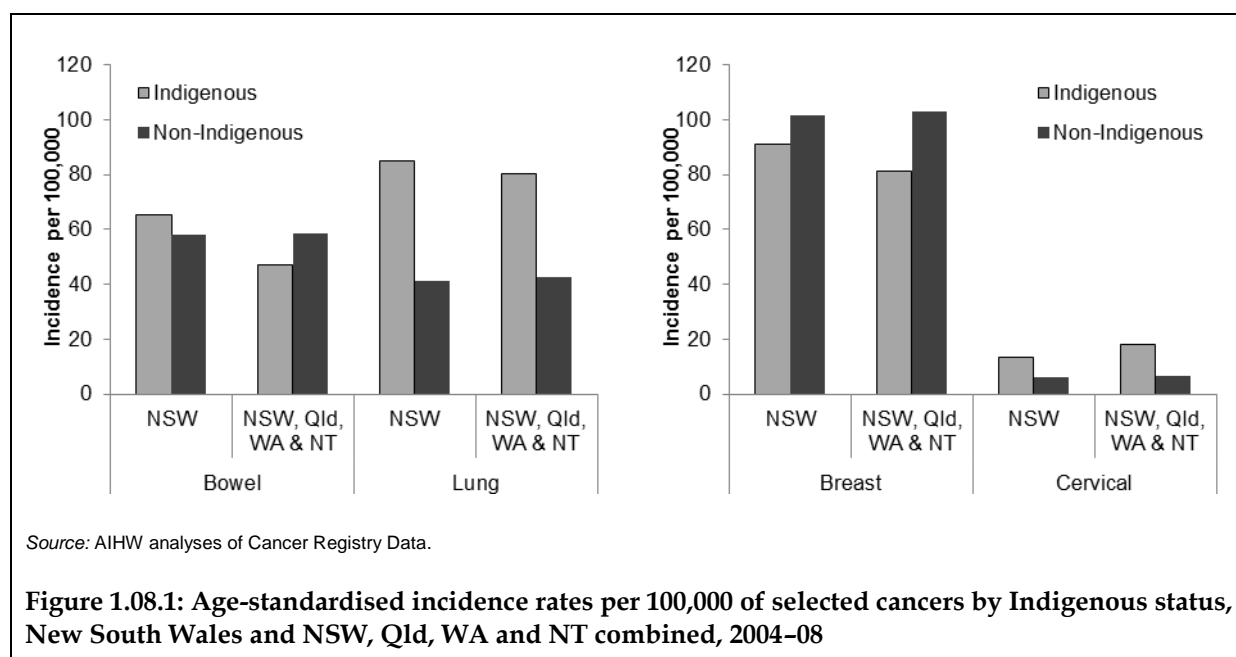 120
100
80
60
40
20
0
Incidence per 100,000
Indigenous
Non-Indigenous
NSW
NSW, Qld,
WA & NT
NSW
NSW, Qld,
WA & NT
Bowel
Lung
120
100
80
60
40
20
0
Incidence per 100,000
Indigenous
Non-Indigenous
NSW
NSW, Qld,
WA & NT
NSW
NSW, Qld,
WA & NT
Breast
Cervical
Source: AIHW analyses of Cancer Registry Data.
Figure 1.08.1: Age-standardised incidence rates per 100,000 of selected cancers by Indigenous status,
New South Wales and NSW, Qld, WA and NT combined, 2004–08